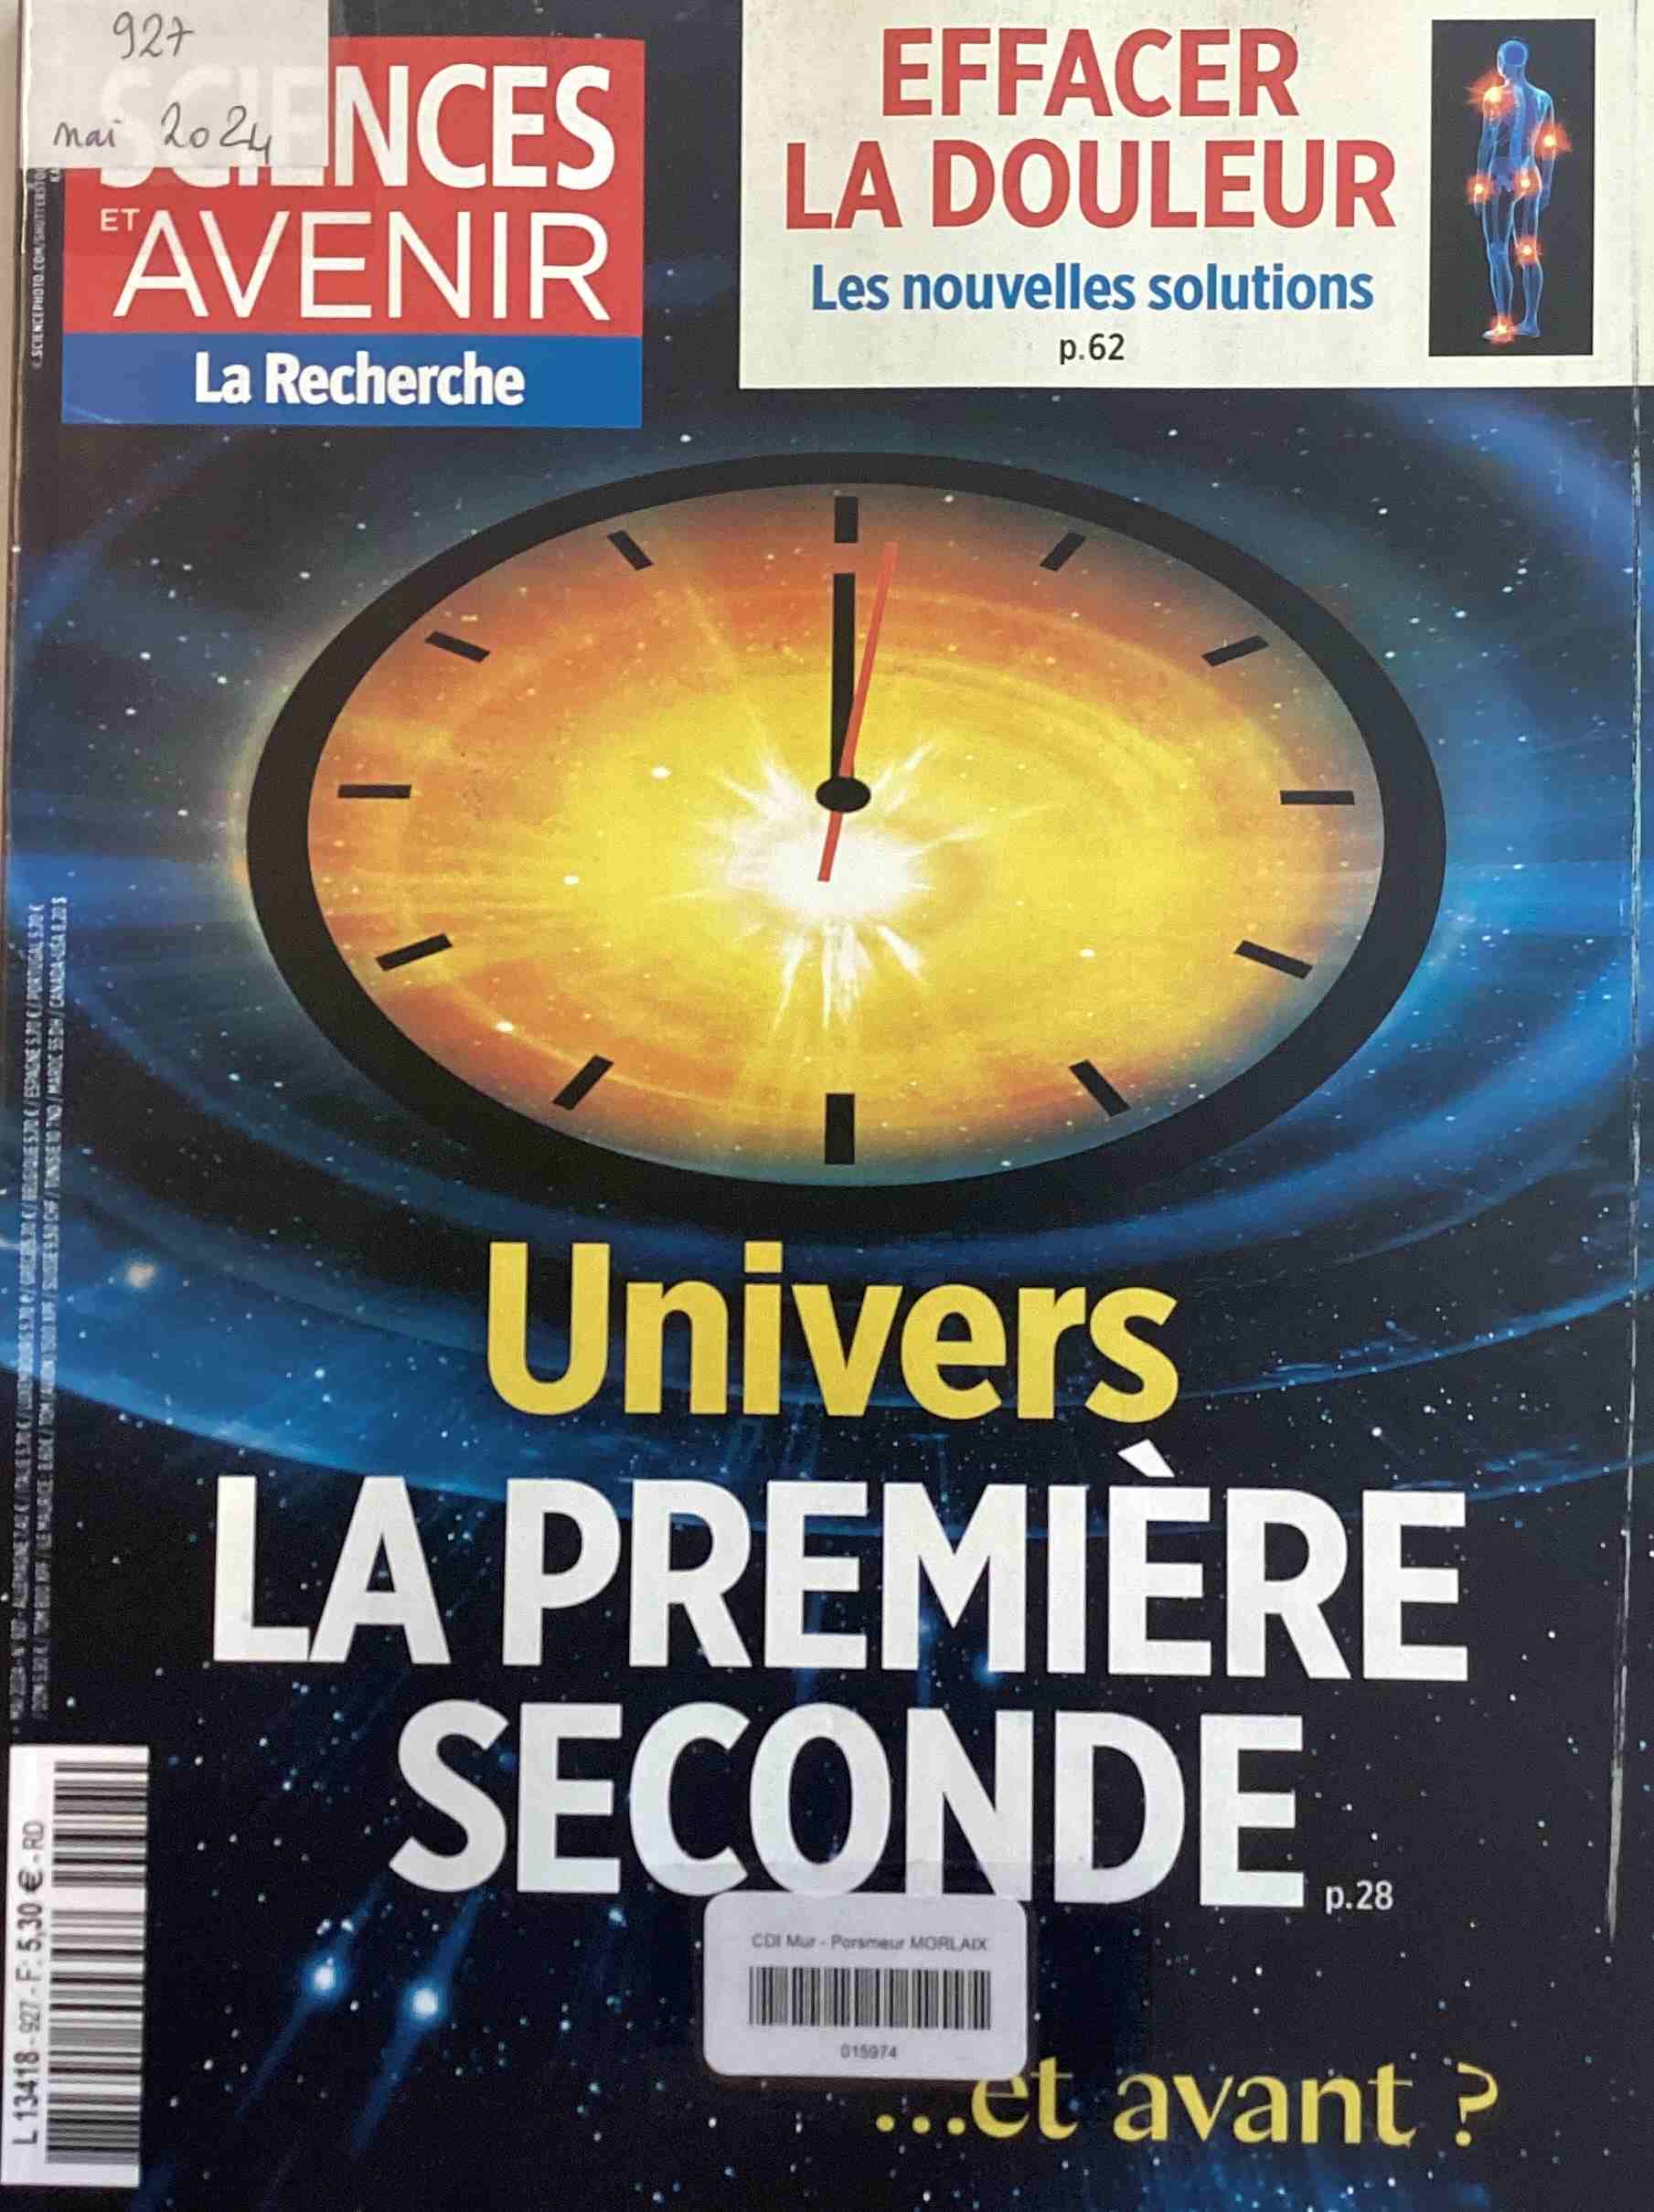 927
mai 2024
SCIENCES
ET AVENIR
La Recherche
EFFACER
LA DOULEUR
Les nouvelles solutions
p.62
Univers
LA PREMIÈRE
SECONDE
p.28
...et avant ?
CDI Mur - Porsmeur MORLAIX
015974
L 13418 - 927 - F: 5,30 € - RD